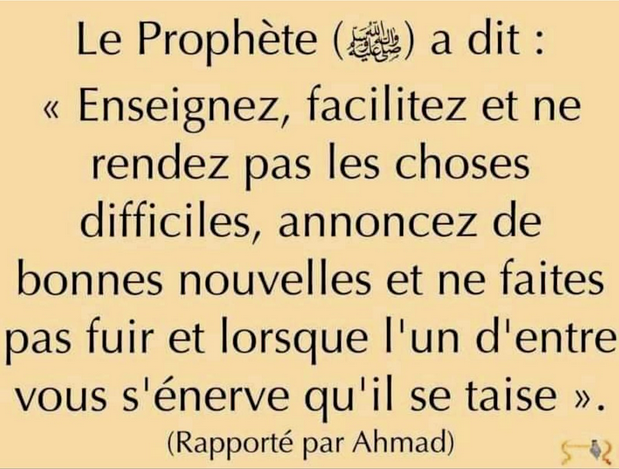 Le Prophète (ﷺ) a dit :
« Enseignez, facilitez et ne
rendez pas les choses
difficiles, annoncez de
bonnes nouvelles et ne faites
pas fuir et lorsque l'un d'entre
vous s'énerve qu'il se taise ».
(Rapporté par Ahmad)